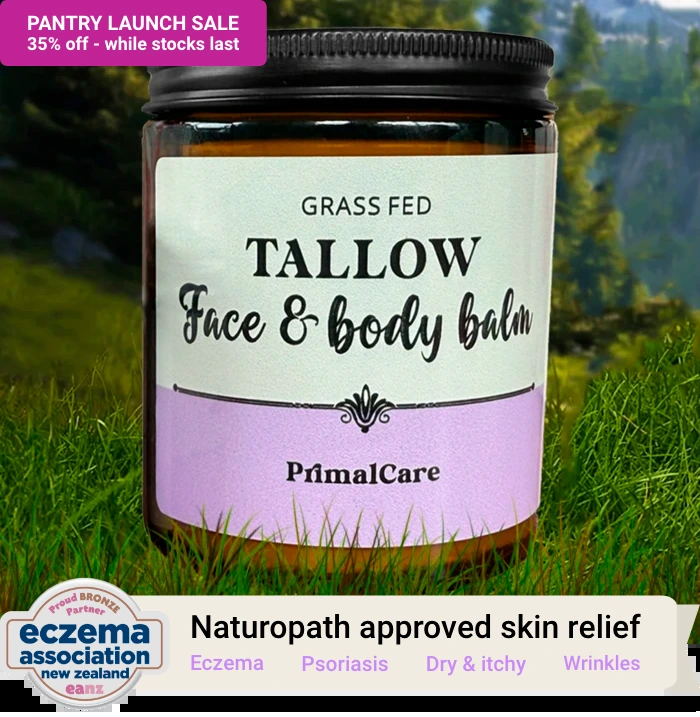 PANTRY LAUNCH SALE
35% off - while stocks last
GRASS FED
TALLOW
Face & body balm
PrimalCare
Proud BRONZE
Partner
eczema
association
new zealand
eanz
Naturopath approved skin relief
Eczema Psoriasis Dry & itchy Wrinkles